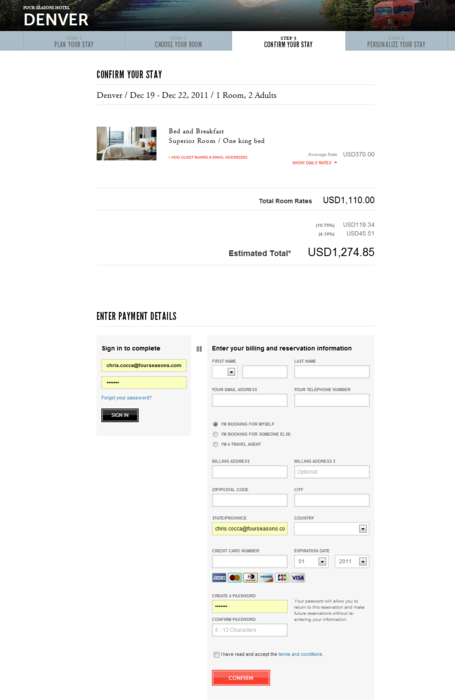 FOUR SEASONS HOTEL
DENVER
STEP 1
PLAN YOUR STAY
STEP 2
CHOOSE YOUR ROOM
STEP 3
CONFIRM YOUR STAY
STEP 4
PERSONALIZE YOUR STAY
CONFIRM YOUR STAY
Denver / Dec 19 - Dec 22, 2011 / 1 Room, 2 Adults
Bed and Breakfast
Superior Room / One king bed
+ ADD GUEST NAMES & EMAIL ADDRESSES
Average Rate USD370.00
SHOW DAILY RATES
Total Room Rates USD1,110.00
(10.75%) USD119.34
(4.10%) USD45.51
Estimated Total* USD1,274.85
ENTER PAYMENT DETAILS
Sign in to complete
chris.cocca@fourseasons.com
•••••••
Forgot your password?
SIGN IN
OR
Enter your billing and reservation information
FIRST NAME LAST NAME
YOUR EMAIL ADDRESS YOUR TELEPHONE NUMBER
I'M BOOKING FOR MYSELF
I'M BOOKING FOR SOMEONE ELSE
I'M A TRAVEL AGENT
BILLING ADDRESS BILLING ADDRESS 2
Optional
ZIP/POSTAL CODE CITY
STATE/PROVINCE COUNTRY
chris.cocca@fourseasons.co
CREDIT CARD NUMBER EXPIRATION DATE
01 2011
VISA
CREATE A PASSWORD
•••••••
Your password will allow you to
return to this reservation and make
future reservations without re-
entering your information
CONFIRM PASSWORD
6 - 13 Characters
I have read and accept the terms and conditions .
CONFIRM